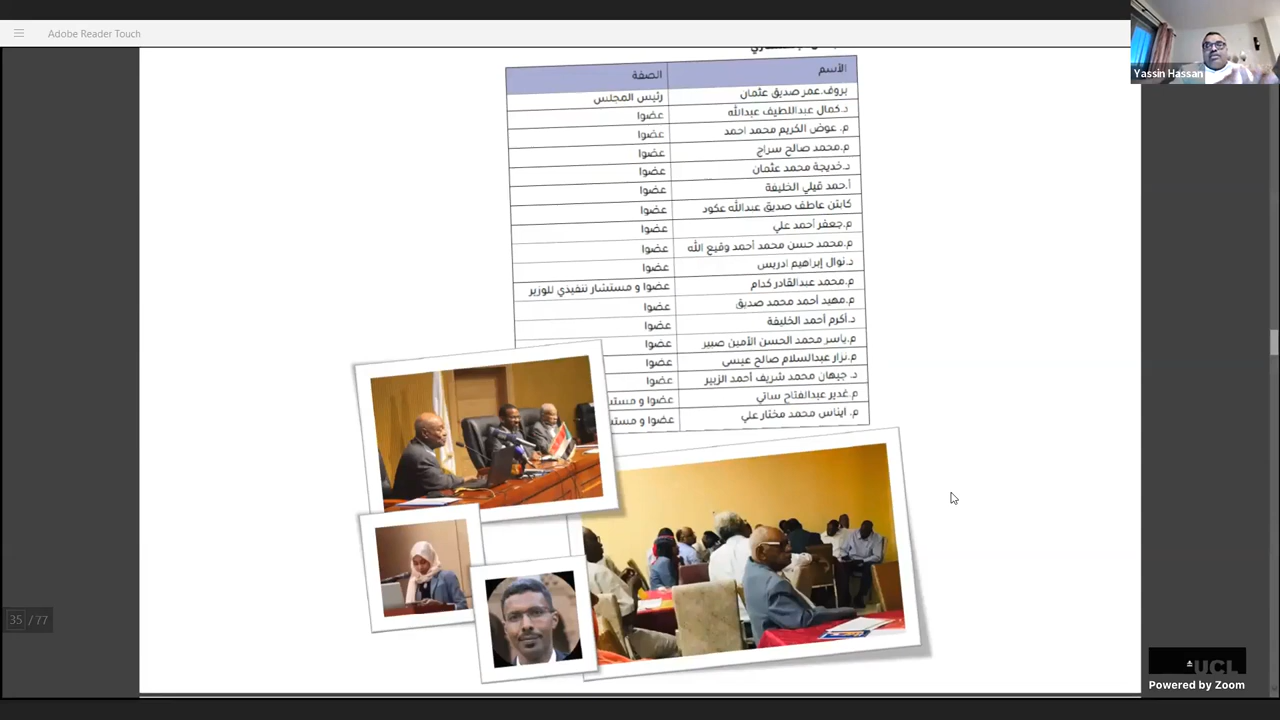 Adobe Reader Touch
Yassin Hassan
الأسم الصفة
بروف.عمر صديق عثمان رئيس المجلس
د.كمال عبداللطيف عبدالله عضوا
م. عوض الكريم محمد احمد عضوا
م.محمد صالح سراج عضوا
د.خديجة محمد عثمان عضوا
أ.حمد قيلي الخليفة عضوا
كابتن عاطف صديق عبدالله عكود عضوا
م.جعفر أحمد علي عضوا
م.محمد حسن محمد أحمد وقيع الله عضوا
د.نوال إبراهيم ادريس عضوا
م.محمد عبدالقادر كدام عضوا و مستشار تنفيذي للوزير
م.مهيد أحمد محمد صديق عضوا
د.أكرم أحمد الخليفة عضوا
م.ياسر محمد الحسن الأمين صبير عضوا
م.نزار عبدالسلام صالح عيسى عضوا
د. جيهان محمد شريف أحمد الزبير عضوا
م.غدير عبدالفتاح ساتي عضوا و
م. ايناس محمد مختار علي عضوا و
35 / 77
UCL
Powered by Zoom